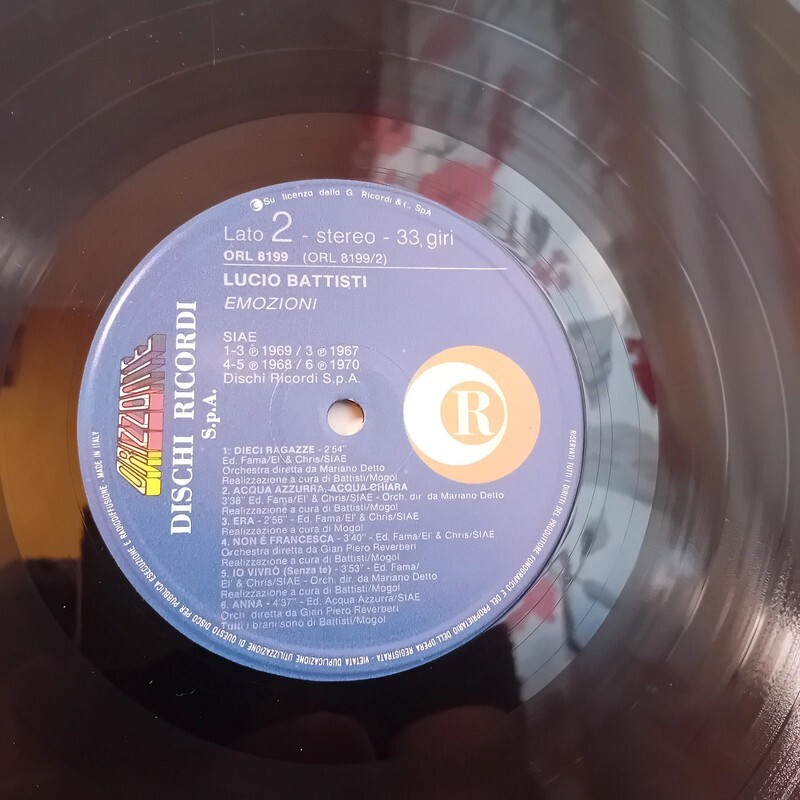 Su licenza della G. Ricordi & C., SpA
Lato 2 - stereo - 33, giri
ORL 8199 (ORL 8199/2)
LUCIO BATTISTI
EMOZIONI
SIAE
1-3 ℗ 1969 / 3 ℗ 1967
4-5 ℗ 1968 / 6 ℗ 1970
Dischi Ricordi S.p.A.
ORIZZONTE
DISCHI RICORDI
S.p.A.
R
1. DIECI RAGAZZE - 2'54"
Ed. Fama/El & Chris/SIAE
Orchestra diretta da Mariano Detto
Realizzazione a cura di Battisti/Mogol
2. ACQUA AZZURRA, ACQUA CHIARA
3'38" Ed. Fama/El & Chris/SIAE - Orch. dir. da Mariano Detto
Realizzazione a cura di Battisti/Mogol
3. ERA - 2'56" - Ed. Fama/El' & Chris/SIAE
Realizzazione a cura di Mogol
4. NON È FRANCESCA - 3'40" - Ed. Fama/El' & Chris/SIAE
Orchestra diretta da Gian Piero Reverberi
Realizzazione a cura di Battisti/Mogol
5. IO VIVRÒ (Senza te) - 3'53" - Ed. Fama/
El' & Chris/SIAE - Orch. dir. da Mariano Detto
Realizzazione a cura di Battisti/Mogol
6. ANNA - 4'37" - Ed. Acqua Azzurra/SIAE
Orch. diretta da Gian Piero Reverberi
Tutti i brani sono di Battisti/Mogol
RISERVATI TUTTI I DIRITTI DEL PRODUTTORE FONOGRAFICO E DEL PROPRIETARIO DELL'OPERA REGISTRATA - VIETATA DUPLICAZIONE UTILIZZAZIONE DI QUESTO DISCO PER PUBBLICA ESECUZIONE E RADIODIFFUSIONE - MADE IN ITALY